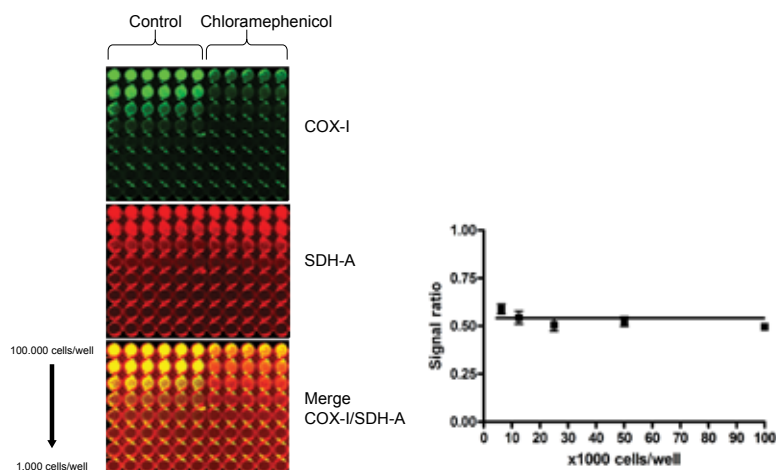 Control
Chloramephenicol
COX-I
SDH-A
100.000 cells/well
Merge
COX-I/SDH-A
1.000 cells/well
1.00
0.75
0.50
0.25
0.00
Signal ratio
0 10 20 30 40 50 60 70 80 90 100
x1000 cells/well